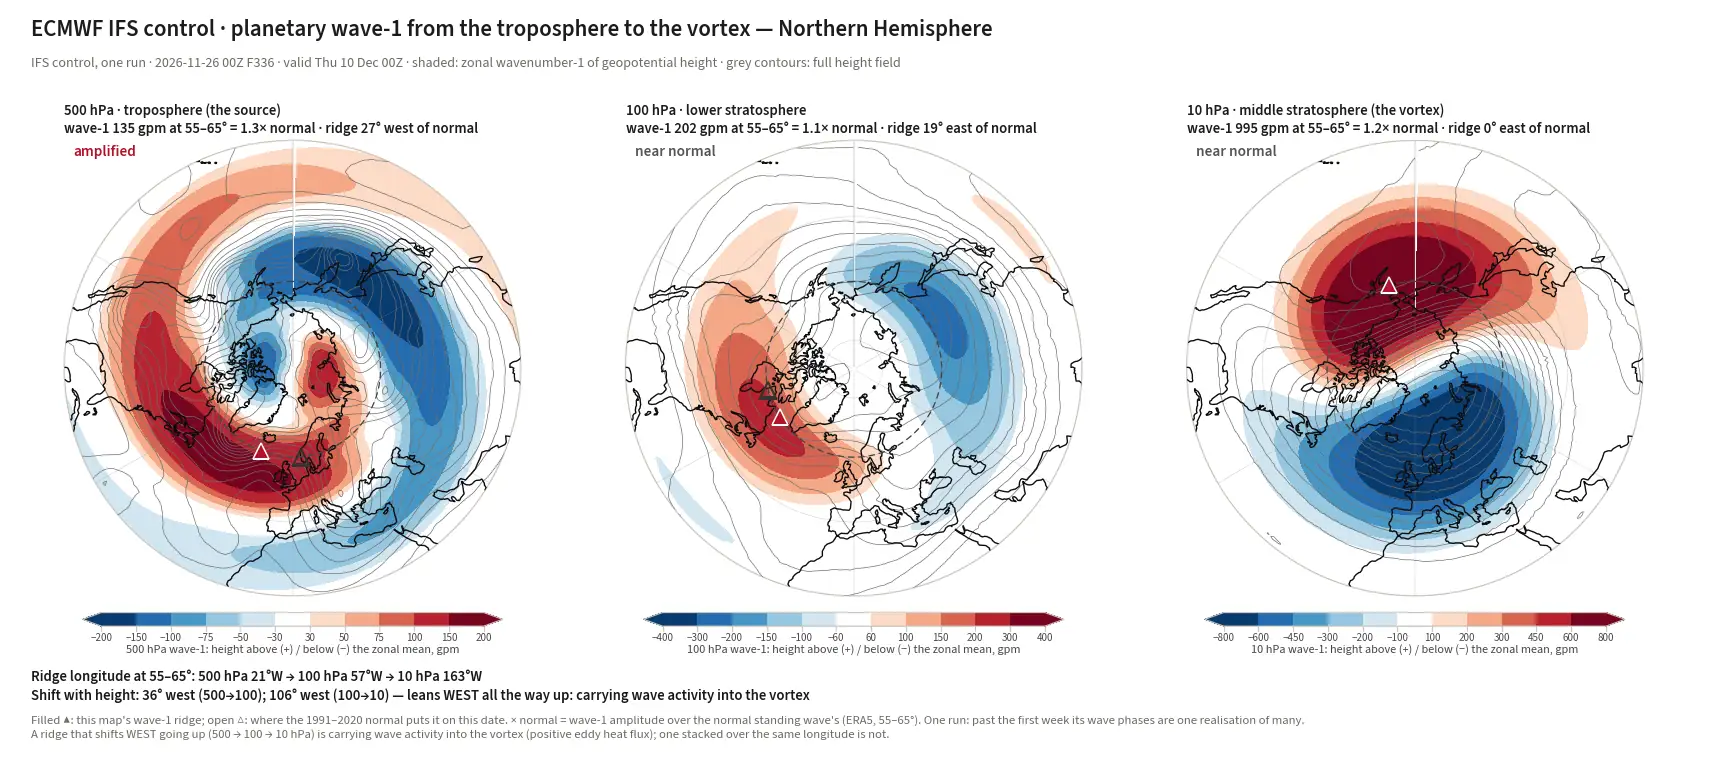 ECMWF IFS control · planetary wave-1 from the troposphere to the vortex — Northern Hemisphere
IFS control, one run · 2026-11-26 00Z F336 · valid Thu 10 Dec 00Z · shaded: zonal wavenumber-1 of geopotential height · grey contours: full height field
500 hPa · troposphere (the source)
wave-1 135 gpm at 55–65° = 1.3× normal · ridge 27° west of normal
amplified
100 hPa · lower stratosphere
wave-1 202 gpm at 55–65° = 1.1× normal · ridge 19° east of normal
near normal
10 hPa · middle stratosphere (the vortex)
wave-1 995 gpm at 55–65° = 1.2× normal · ridge 0° east of normal
near normal
−200 −150 −100 −75 −50 −30 30 50 75 100 150 200
500 hPa wave-1: height above (+) / below (−) the zonal mean, gpm
−400 −300 −200 −150 −100 −60 60 100 150 200 300 400
100 hPa wave-1: height above (+) / below (−) the zonal mean, gpm
−800 −600 −450 −300 −200 −100 100 200 300 450 600 800
10 hPa wave-1: height above (+) / below (−) the zonal mean, gpm
Ridge longitude at 55–65°: 500 hPa 21°W → 100 hPa 57°W → 10 hPa 163°W
Shift with height: 36° west (500→100); 106° west (100→10) — leans WEST all the way up: carrying wave activity into the vortex
Filled ▲: this map's wave-1 ridge; open △: where the 1991–2020 normal puts it on this date. × normal = wave-1 amplitude over the normal standing wave's (ERA5, 55–65°). One run: past the first week its wave phases are one realisation of many.
A ridge that shifts WEST going up (500 → 100 → 10 hPa) is carrying wave activity into the vortex (positive eddy heat flux); one stacked over the same longitude is not.